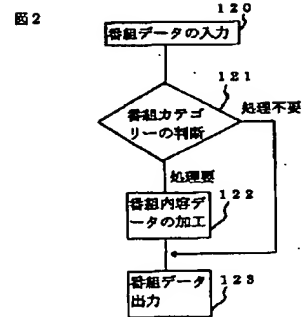 図2
120
番組データの入力
121
番組カテゴ
リーの判断
処理不要
処理要
122
番組内容デ
ータの加工
番組データ
出力
123